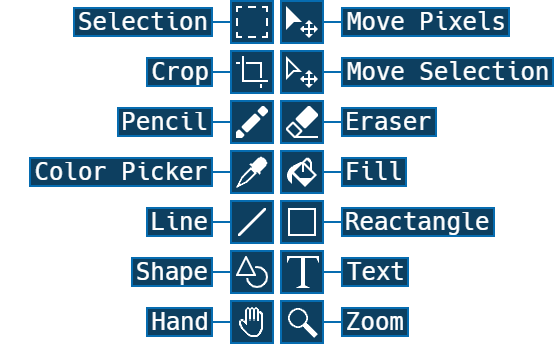 Selection
Move Pixels
Crop
Move Selection
Pencil
Eraser
Color Picker
Fill
Line
Reactangle
Shape
Text
Hand
Zoom